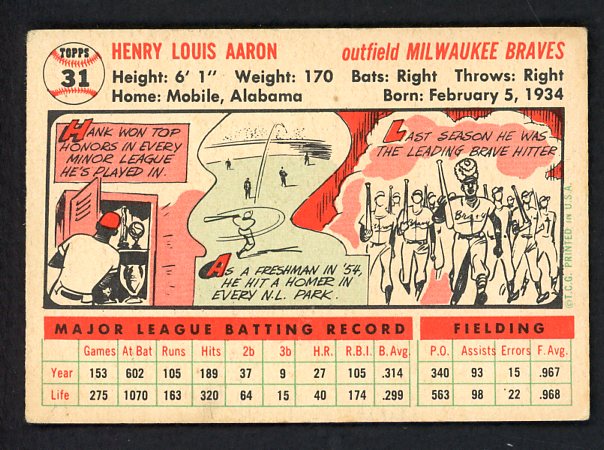 TOPPS
31
HENRY LOUIS AARON outfield MILWAUKEE BRAVES
Height: 6' 1" Weight: 170 Bats: Right Throws: Right
Home: Mobile, Alabama Born: February 5, 1934
HANK WON TOP
HONORS IN EVERY
MINOR LEAGUE
HE'S PLAYED IN.
AS A FRESHMAN IN '54,
HE HIT A HOMER IN
EVERY N.L. PARK.
LAST SEASON HE WAS
THE LEADING BRAVE HITTER
Braves
©T.C.G. PRINTED IN U.S.A.
MAJOR LEAGUE BATTING RECORD FIELDING
Games At Bat Runs Hits 2b 3b H.R. R.B.I. B.Avg. P.O. Assists Errors F. Avg.
Year 153 602 105 189 37 9 27 105 .314 340 93 15 .967
Life 275 1070 163 320 64 15 40 174 .299 563 98 22 .968